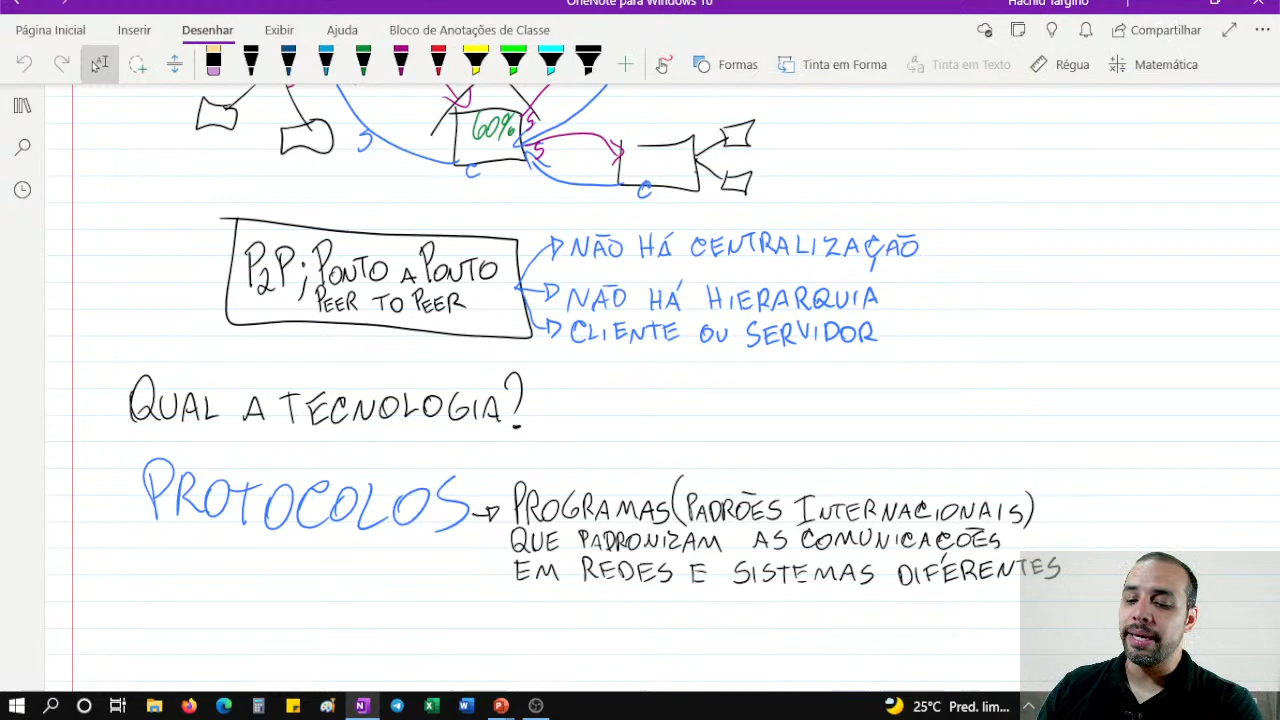 OneNote para Windows 10
Hachid Targino
Página Inicial
Inserir
Desenhar
Exibir
Ajuda
Bloco de Anotações de Classe
Compartilhar
Formas
Tinta em Forma
Tinta em Texto
Régua
Matemática
60%
S
S
S
C
C
P2P; PONTO A PONTO
PEER TO PEER
NÃO HÁ CENTRALIZAÇÃO
NÃO HÁ HIERARQUIA
CLIENTE OU SERVIDOR
QUAL A TECNOLOGIA?
PROTOCOLOS → PROGRAMAS (PADRÕES INTERNACIONAIS)
QUE PADRONIZAM AS COMUNICAÇÕES
EM REDES E SISTEMAS DIFERENTES
25°C Pred. lim...